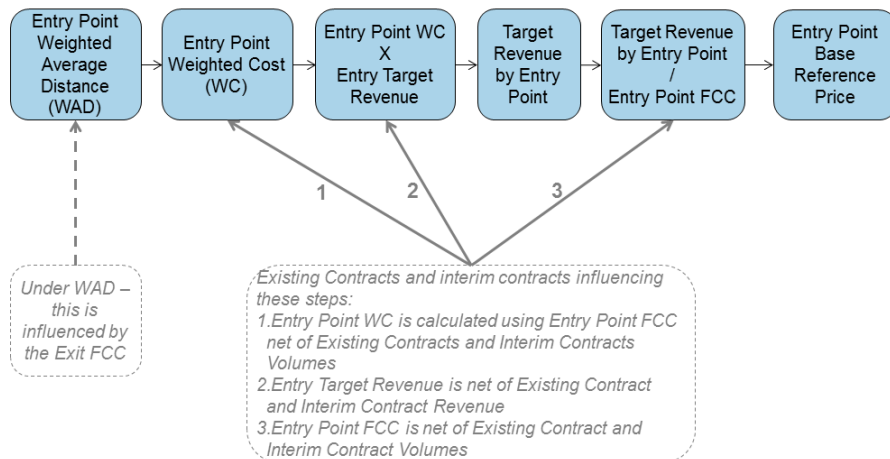 Entry Point
Weighted
Average
Distance
(WAD)
Entry Point
Weighted Cost
(WC)
Entry Point WC
X
Entry Target
Revenue
Target
Revenue
by Entry
Point
Target Revenue
by Entry Point
/
Entry Point FCC
Entry Point
Base
Reference
Price
1
2
3
Under WAD –
this is
influenced by
the Exit FCC
Existing Contracts and interim contracts influencing
these steps:
1.Entry Point WC is calculated using Entry Point FCC
net of Existing Contracts and Interim Contracts
Volumes
2.Entry Target Revenue is net of Existing Contract
and Interim Contract Revenue
3.Entry Point FCC is net of Existing Contract and
Interim Contract Volumes